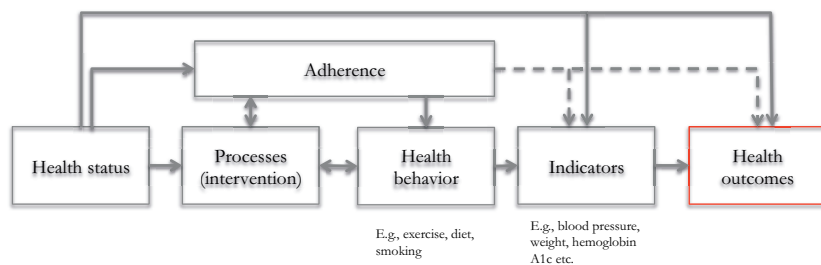 Adherence
Health status
Processes
(intervention)
Health
behavior
Indicators
Health
outcomes
E.g., exercise, diet,
smoking
E.g., blood pressure,
weight, hemoglobin
A1c etc.